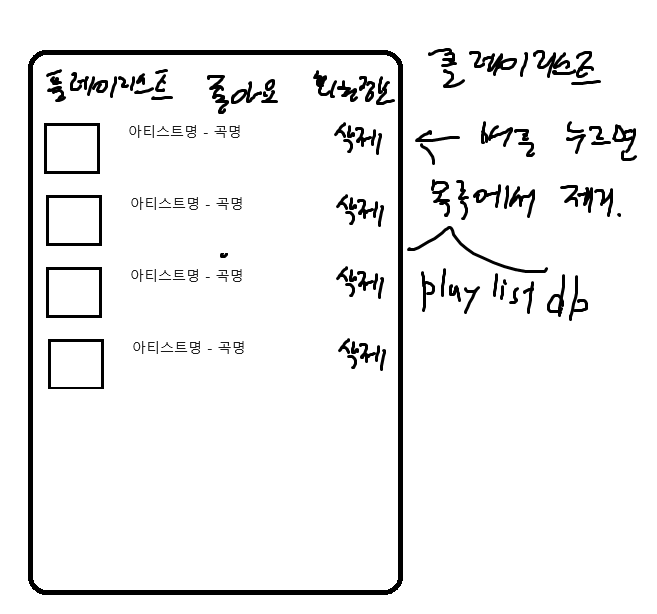 플레이리스트 좋아요 회원정보
아티스트명 - 곡명 삭제
아티스트명 - 곡명 삭제
아티스트명 - 곡명 삭제
아티스트명 - 곡명 삭제
플레이리스트
버튼 누르면
목록에서 제거.
play list db